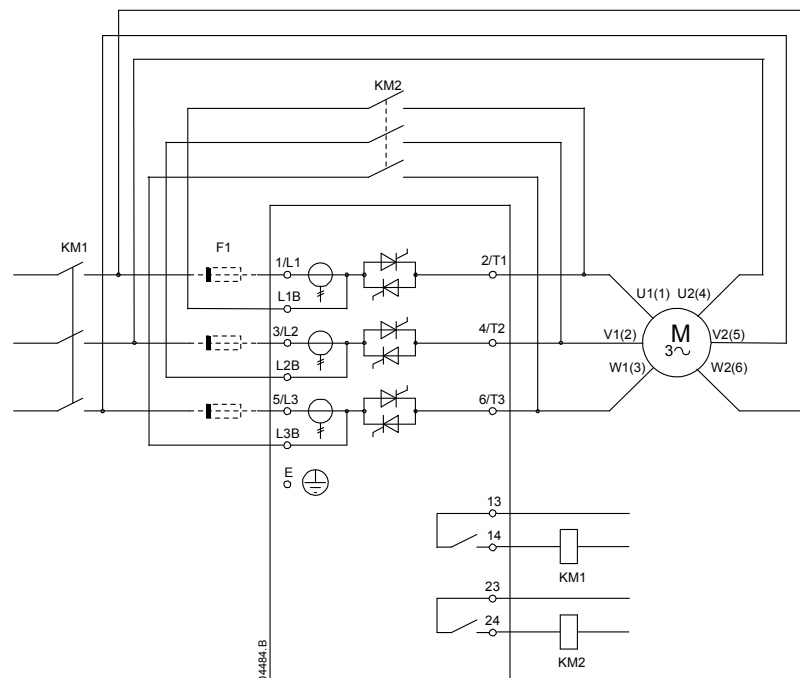 KM2
KM1
F1
1/L1
2/T1
L1B
U1(1)
U2(4)
3/L2
4/T2
V1(2)
M
3~
V2(5)
L2B
W1(3)
W2(6)
5/L3
6/T3
L3B
E
13
14
KM1
23
24
KM2
04484.B